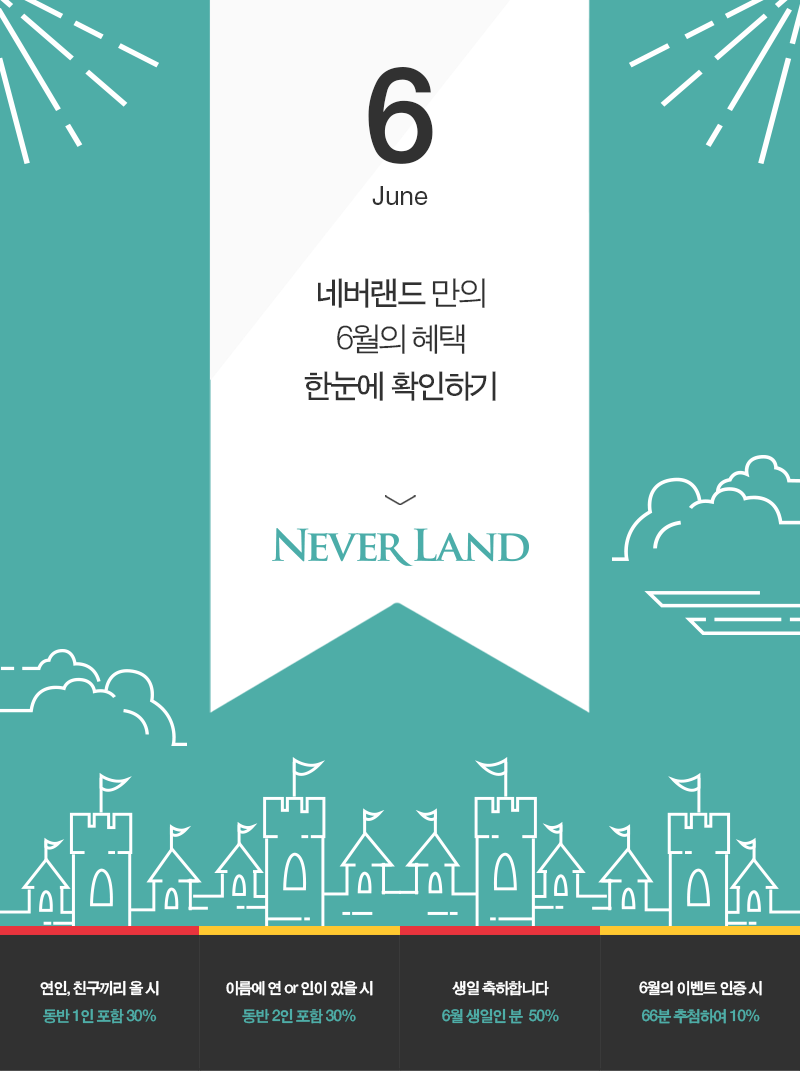 6
June
네버랜드 만의
6월의 혜택
한눈에 확인하기
NEVER LAND
연인, 친구끼리 올 시
동반 1인 포함 30%
이름에 연 or 인이 있을 시
동반 2인 포함 30%
생일 축하합니다
6월 생일인 분 50%
6월의 이벤트 인증 시
66분 추첨하여 10%